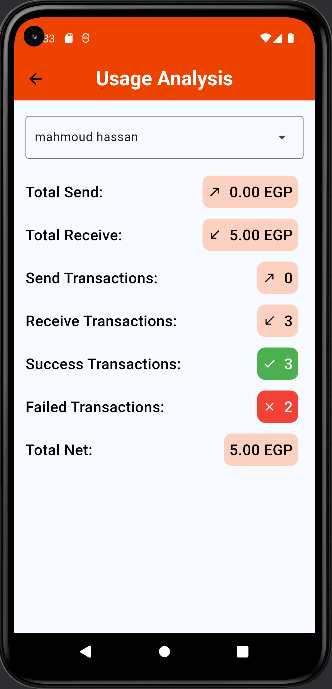 33
Usage Analysis
mahmoud hassan
Total Send: 0.00 EGP
Total Receive: 5.00 EGP
Send Transactions: 0
Receive Transactions: 3
Success Transactions: 3
Failed Transactions: 2
Total Net: 5.00 EGP